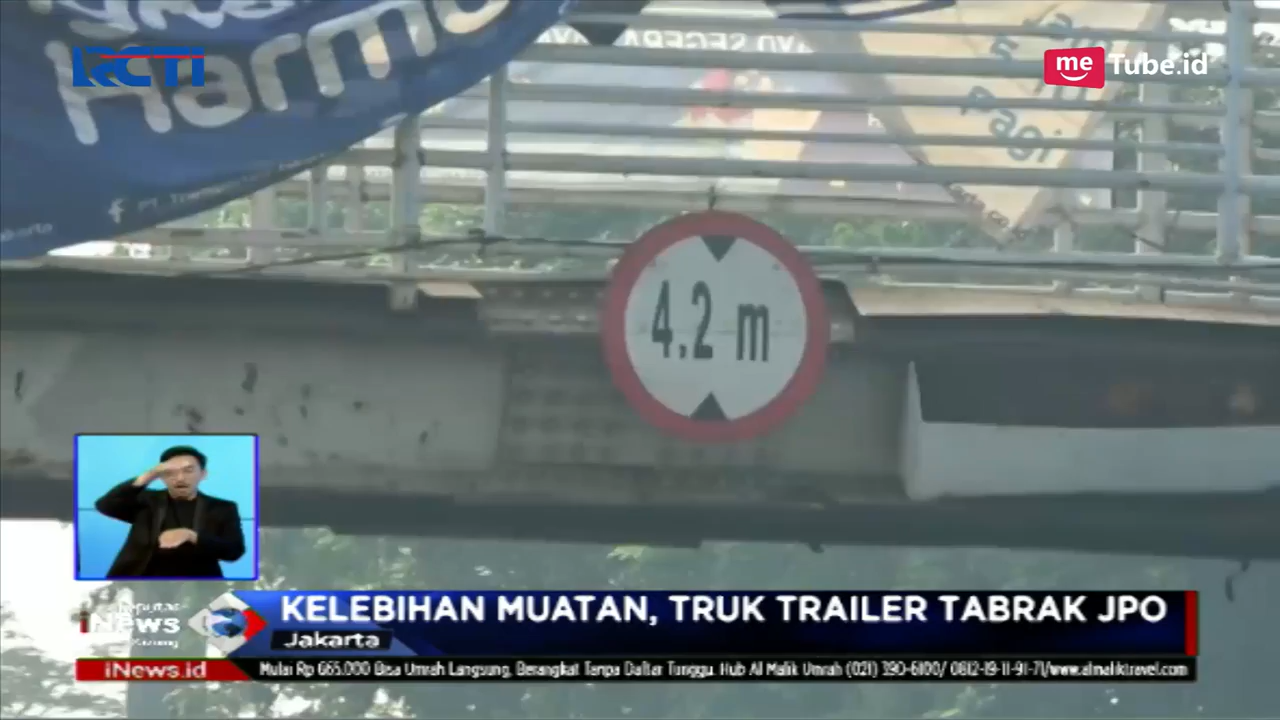 Harmo
RCTI
me Tube.id
4.2 m
KELEBIHAN MUATAN, TRUK TRAILER TABRAK JPO
iNews
Jakarta
iNews.id
Mulai Rp 665.000 Bisa Umrah Langsung, Berangkat Tanpa Daftar Tunggu. Hub Al Malik Umrah (021) 390-6100/ 0812-19-11-91-71/www.almaliktravel.com